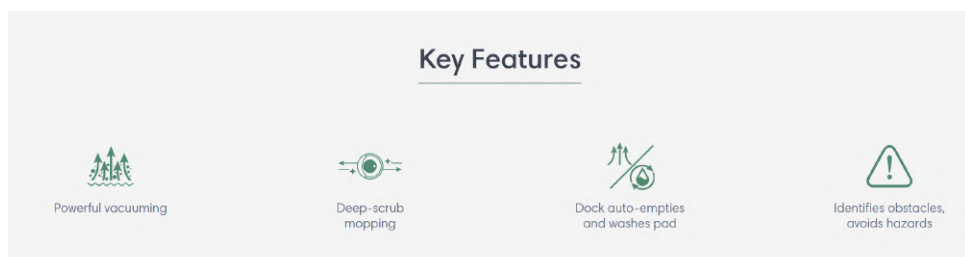 Key Features
Powerful vacuuming
Deep-scrub
mopping
Dock auto-empties
and washes pad
Identifies obstacles,
avoids hazards